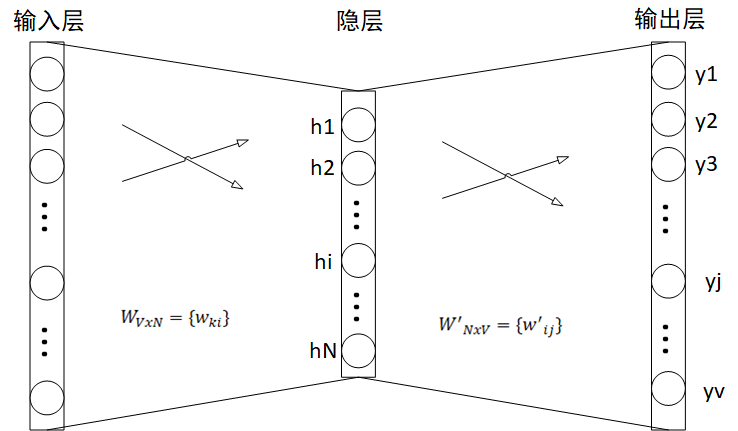 输入层
隐层
输出层
y1
y2
y3
yj
yv
h1
h2
hi
hN
W_{VxN} = {w_{ki}}
W'_{NxV} = {w'_{ij}}